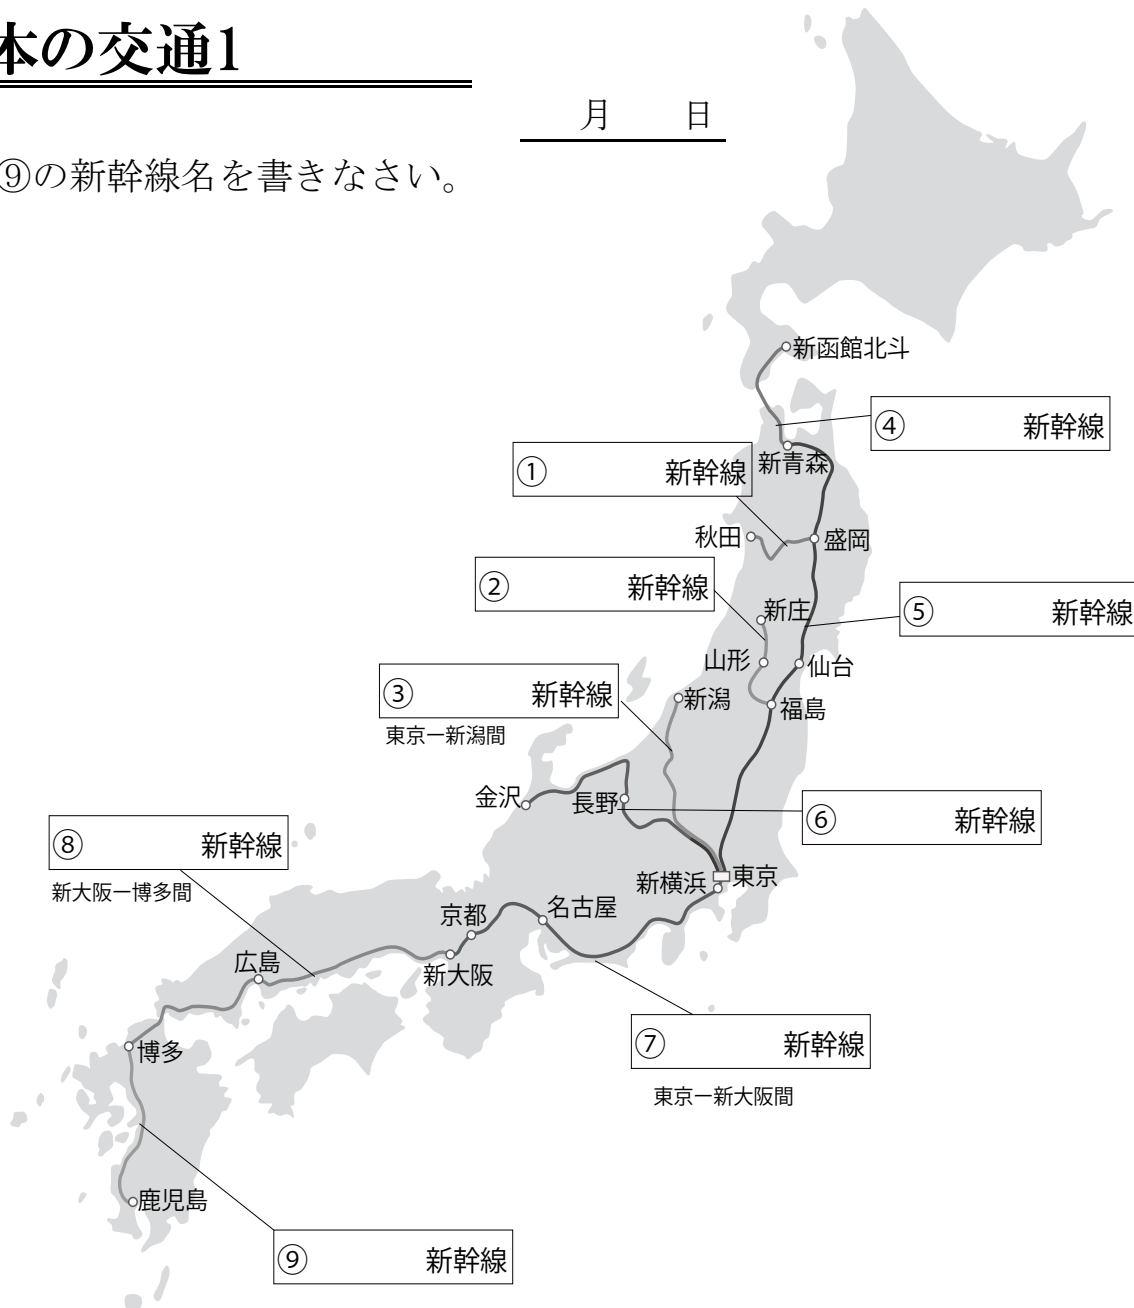 本の交通1
月 日
⑨の新幹線名を書きなさい。
新函館北斗
④ 新幹線
新青森
① 新幹線
秋田
盛岡
② 新幹線
新庄
⑤ 新幹線
山形
仙台
③ 新幹線
東京ー新潟間
新潟
福島
金沢
長野
⑥ 新幹線
⑧ 新幹線
新大阪ー博多間
新横浜
東京
京都
名古屋
広島
新大阪
⑦ 新幹線
東京ー新大阪間
博多
鹿児島
⑨ 新幹線